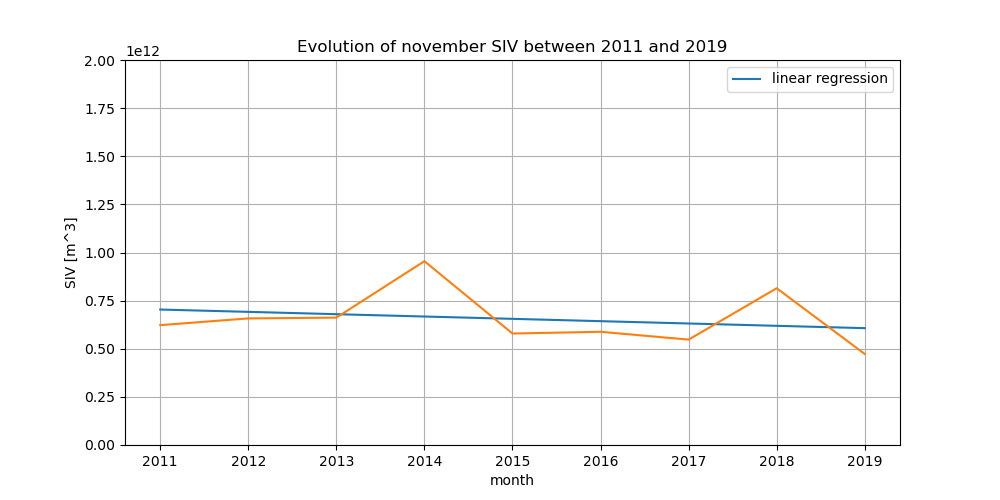 Evolution of november SIV between 2011 and 2019
1e12
linear regression
2.00
1.75
1.50
1.25
1.00
0.75
0.50
0.25
0.00
SIV [m^3]
2011 2012 2013 2014 2015 2016 2017 2018 2019
month